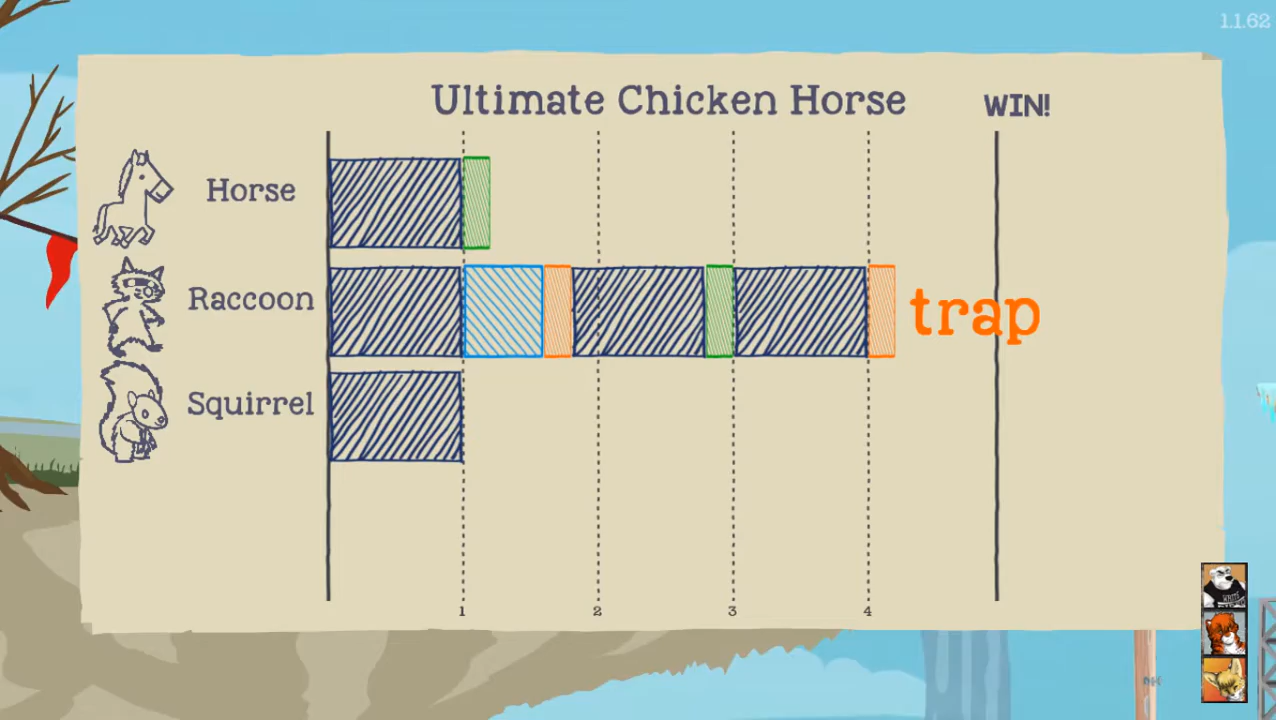 1.1.62
Ultimate Chicken Horse
WIN!
Horse
Raccoon
trap
Squirrel
1 2 3 4